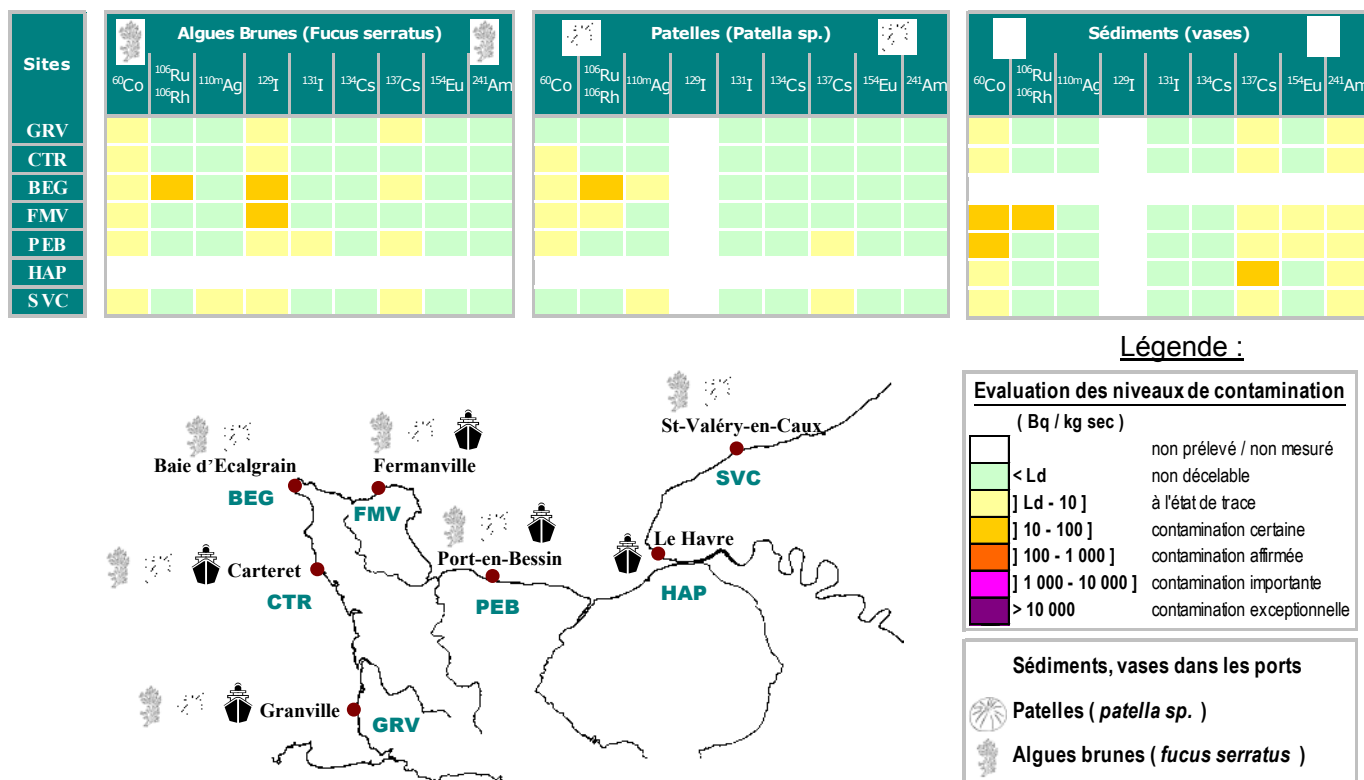 Sites
Algues Brunes (Fucus serratus)
⁶⁰Co ¹⁰⁶Ru ¹⁰⁶Rh ¹¹⁰ᵐAg ¹²⁹I ¹³¹I ¹³⁴Cs ¹³⁷Cs ¹⁵⁴Eu ²⁴¹Am
Patelles (Patella sp.)
⁶⁰Co ¹⁰⁶Ru ¹⁰⁶Rh ¹¹⁰ᵐAg ¹²⁹I ¹³¹I ¹³⁴Cs ¹³⁷Cs ¹⁵⁴Eu ²⁴¹Am
Sédiments (vases)
⁶⁰Co ¹⁰⁶Ru ¹⁰⁶Rh ¹¹⁰ᵐAg ¹²⁹I ¹³¹I ¹³⁴Cs ¹³⁷Cs ¹⁵⁴Eu ²⁴¹Am
GRV
CTR
BEG
FMV
PEB
HAP
SVC
St-Valéry-en-Caux
SVC
Baie d'Ecalgrain
BEG
Fermanville
FMV
Port-en-Bessin
PEB
Le Havre
HAP
Carteret
CTR
Granville
GRV
Légende :
Evaluation des niveaux de contamination
( Bq / kg sec )
non prélevé / non mesuré
< Ld non décelable
] Ld - 10 ] à l'état de trace
] 10 - 100 ] contamination certaine
] 100 - 1 000 ] contamination affirmée
] 1 000 - 10 000 ] contamination importante
> 10 000 contamination exceptionnelle
Sédiments, vases dans les ports
Patelles ( patella sp. )
Algues brunes ( fucus serratus )